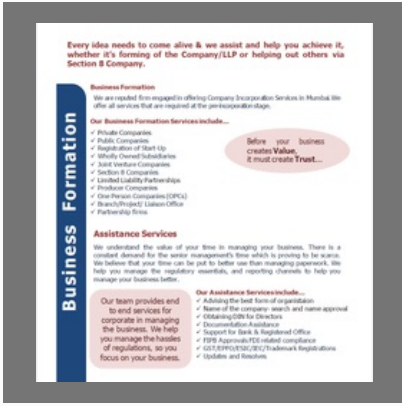 Every idea needs to come alive & we assist and help you achieve it,
whether it's forming of the Company/LLP or helping out others via
Section 8 Company.
Business Formation
Business Formation
We are reputed firm engaged in offering Company Incorporation Services in Mumbai. We
offer all services that are required at the pre-incorporation stage.
Our Business Formation Services include...
✓ Private Companies
✓ Public Companies
✓ Registration of Start-Up
✓ Wholly Owned Subsidiaries
✓ Joint Venture Companies
✓ Section 8 Companies
✓ Limited Liability Partnerships
✓ Producer Companies
✓ One Person Companies (OPCs)
✓ Branch/Project/ Liaison Office
✓ Partnership firms
Before your business
creates Value,
it must create Trust...
Assistance Services
We understand the value of your time in managing your business. There is a
constant demand for the senior management's time which is proving to be scarce.
We believe that your time can be put to better use than managing paperwork. We
help you manage the regulatory essentials, and reporting channels to help you
manage your business better.
Our team provides end
to end services for
corporate in managing
the business. We help
you manage the hassles
of regulations, so you
focus on your business.
Our Assistance Services include...
✓ Advising the best form of organistaion
✓ Name of the company- search and name approval
✓ Obtaining DIN for Directors
✓ Documentation Assistance
✓ Support for Bank & Registered Office
✓ FIPB Approvals FDI related compliance
✓ GST/EPFO/ESIC/IEC/Trademark Registrations
✓ Updates and Resolves